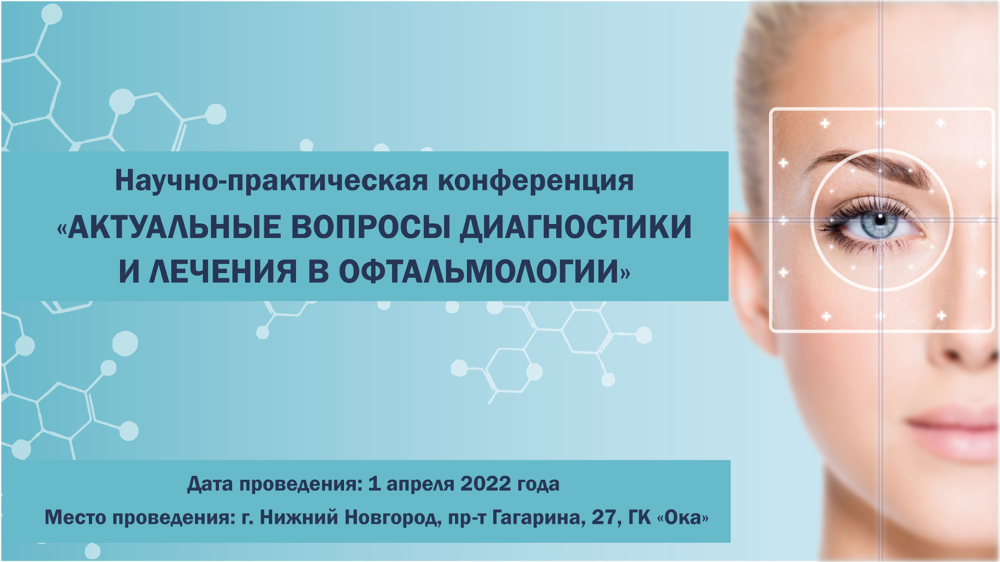 Научно-практическая конференция
«АКТУАЛЬНЫЕ ВОПРОСЫ ДИАГНОСТИКИ
И ЛЕЧЕНИЯ В ОФТАЛЬМОЛОГИИ»
Дата проведения: 1 апреля 2022 года
Место проведения: г. Нижний Новгород, пр-т Гагарина, 27, ГК «Ока»